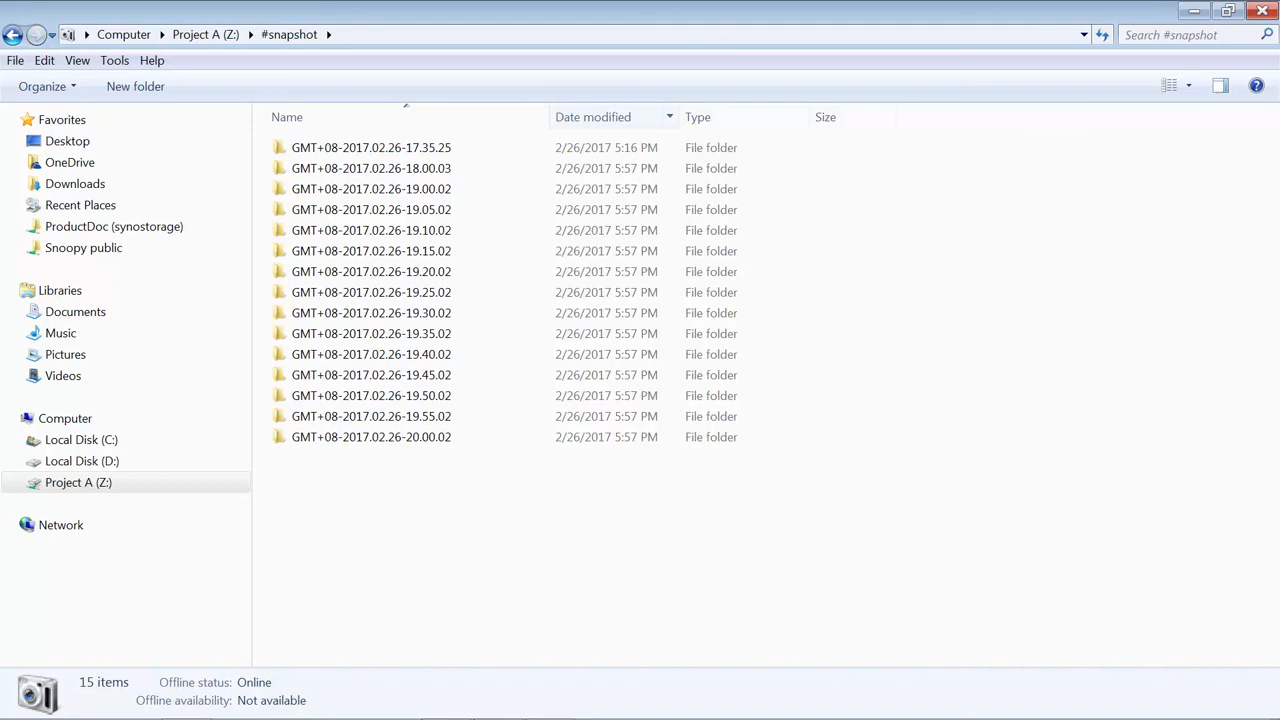 Computer Project A (Z:) #snapshot Search #snapshot
File Edit View Tools Help
Organize New folder
Favorites
Desktop
OneDrive
Downloads
Recent Places
ProductDoc (synostorage)
Snoopy public
Libraries
Documents
Music
Pictures
Videos
Computer
Local Disk (C:)
Local Disk (D:)
Project A (Z:)
Network
Name Date modified Type Size
GMT+08-2017.02.26-17.35.25 2/26/2017 5:16 PM File folder
GMT+08-2017.02.26-18.00.03 2/26/2017 5:57 PM File folder
GMT+08-2017.02.26-19.00.02 2/26/2017 5:57 PM File folder
GMT+08-2017.02.26-19.05.02 2/26/2017 5:57 PM File folder
GMT+08-2017.02.26-19.10.02 2/26/2017 5:57 PM File folder
GMT+08-2017.02.26-19.15.02 2/26/2017 5:57 PM File folder
GMT+08-2017.02.26-19.20.02 2/26/2017 5:57 PM File folder
GMT+08-2017.02.26-19.25.02 2/26/2017 5:57 PM File folder
GMT+08-2017.02.26-19.30.02 2/26/2017 5:57 PM File folder
GMT+08-2017.02.26-19.35.02 2/26/2017 5:57 PM File folder
GMT+08-2017.02.26-19.40.02 2/26/2017 5:57 PM File folder
GMT+08-2017.02.26-19.45.02 2/26/2017 5:57 PM File folder
GMT+08-2017.02.26-19.50.02 2/26/2017 5:57 PM File folder
GMT+08-2017.02.26-19.55.02 2/26/2017 5:57 PM File folder
GMT+08-2017.02.26-20.00.02 2/26/2017 5:57 PM File folder
15 items Offline status: Online
Offline availability: Not available